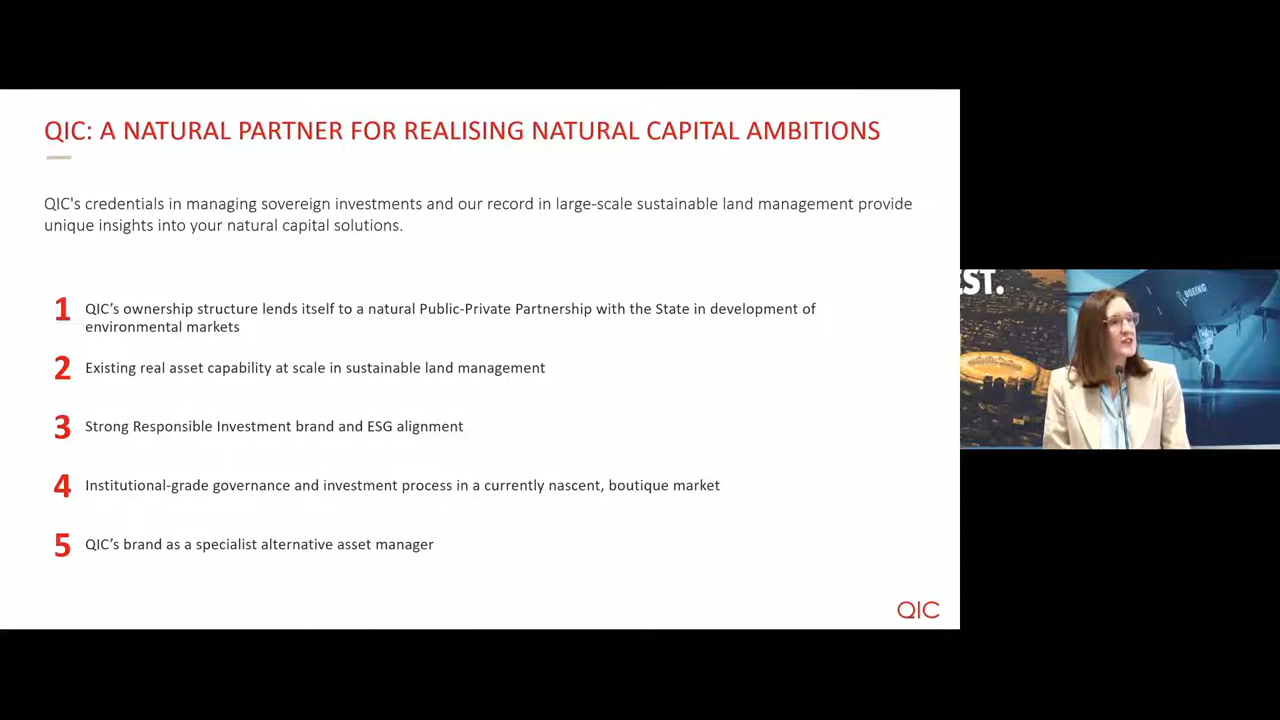 QIC: A NATURAL PARTNER FOR REALISING NATURAL CAPITAL AMBITIONS
QIC's credentials in managing sovereign investments and our record in large-scale sustainable land management provide
unique insights into your natural capital solutions.
1 QIC’s ownership structure lends itself to a natural Public-Private Partnership with the State in development of
environmental markets
2 Existing real asset capability at scale in sustainable land management
3 Strong Responsible Investment brand and ESG alignment
4 Institutional-grade governance and investment process in a currently nascent, boutique market
5 QIC’s brand as a specialist alternative asset manager
QIC
EST.
BOEING